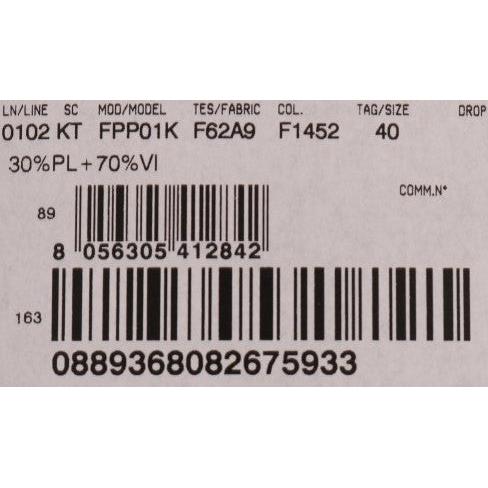 LN/LINE SC MOD/MODEL TES/FABRIC COL. TAG/SIZE DROP
0102 KT FPP01K F62A9 F1452 40
30%PL+70%VI
COMM.N°
89
8 056305 412842
163
0889368082675933